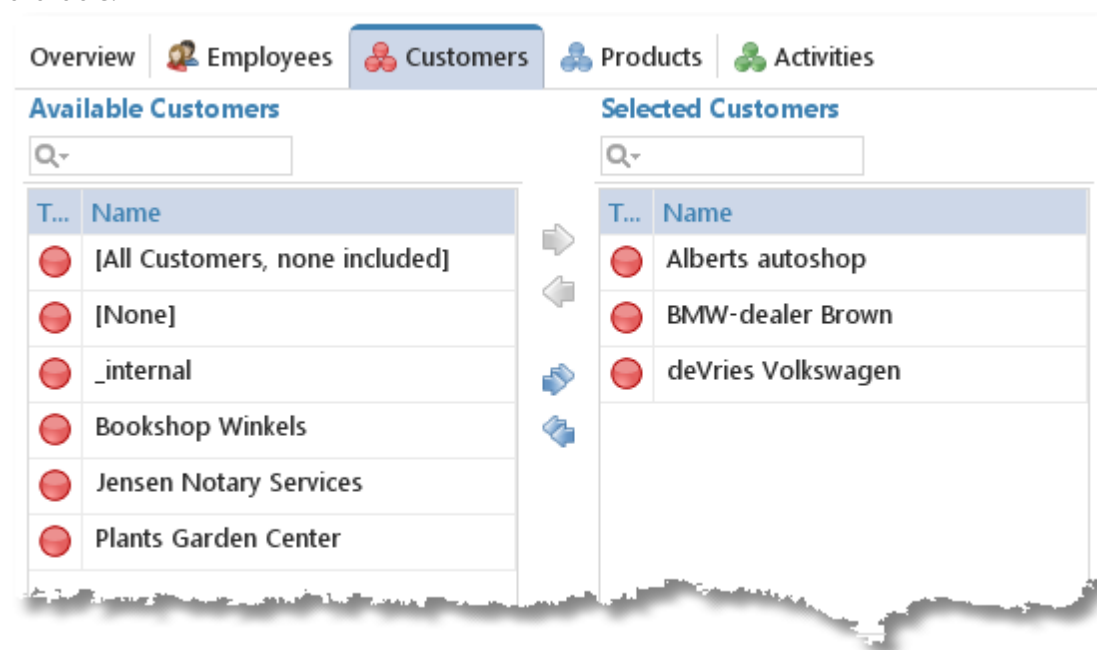 Overview Employees Customers Products Activities
Available Customers
T... Name
[All Customers, none included]
[None]
_internal
Bookshop Winkels
Jensen Notary Services
Plants Garden Center
Selected Customers
T... Name
Alberts autoshop
BMW-dealer Brown
deVries Volkswagen